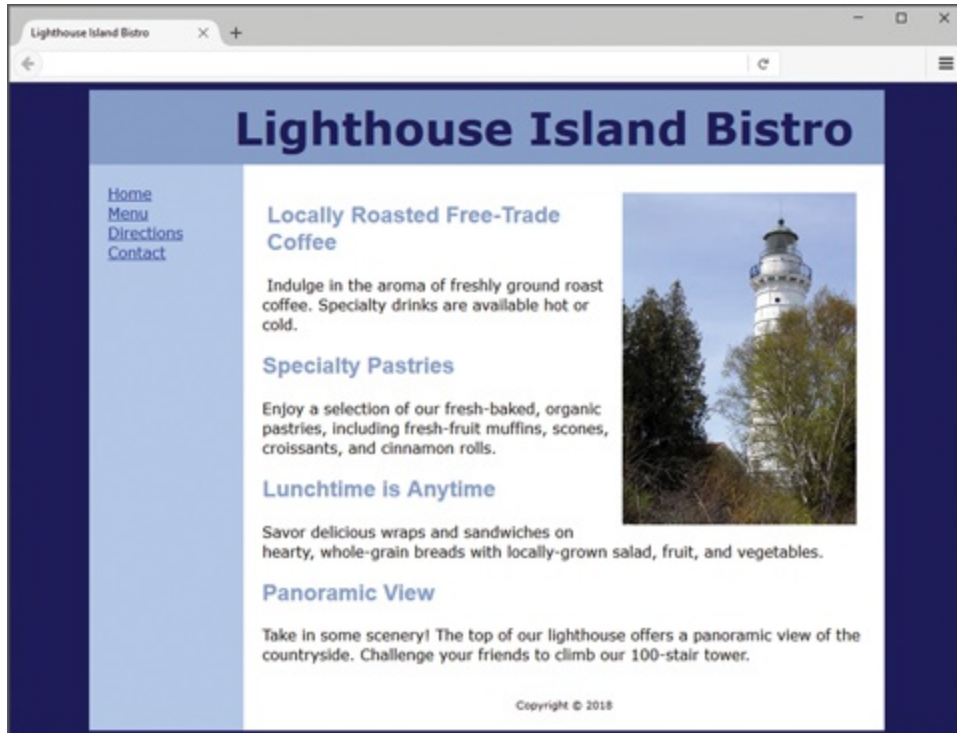 Lighthouse Island Bistro
Lighthouse Island Bistro
Home
Menu
Directions
Contact
Locally Roasted Free-Trade
Coffee
Indulge in the aroma of freshly ground roast
coffee. Specialty drinks are available hot or
cold.
Specialty Pastries
Enjoy a selection of our fresh-baked, organic
pastries, including fresh-fruit muffins, scones,
croissants, and cinnamon rolls.
Lunchtime is Anytime
Savor delicious wraps and sandwiches on
hearty, whole-grain breads with locally-grown salad, fruit, and vegetables.
Panoramic View
Take in some scenery! The top of our lighthouse offers a panoramic view of the
countryside. Challenge your friends to climb our 100-stair tower.
Copyright © 2018